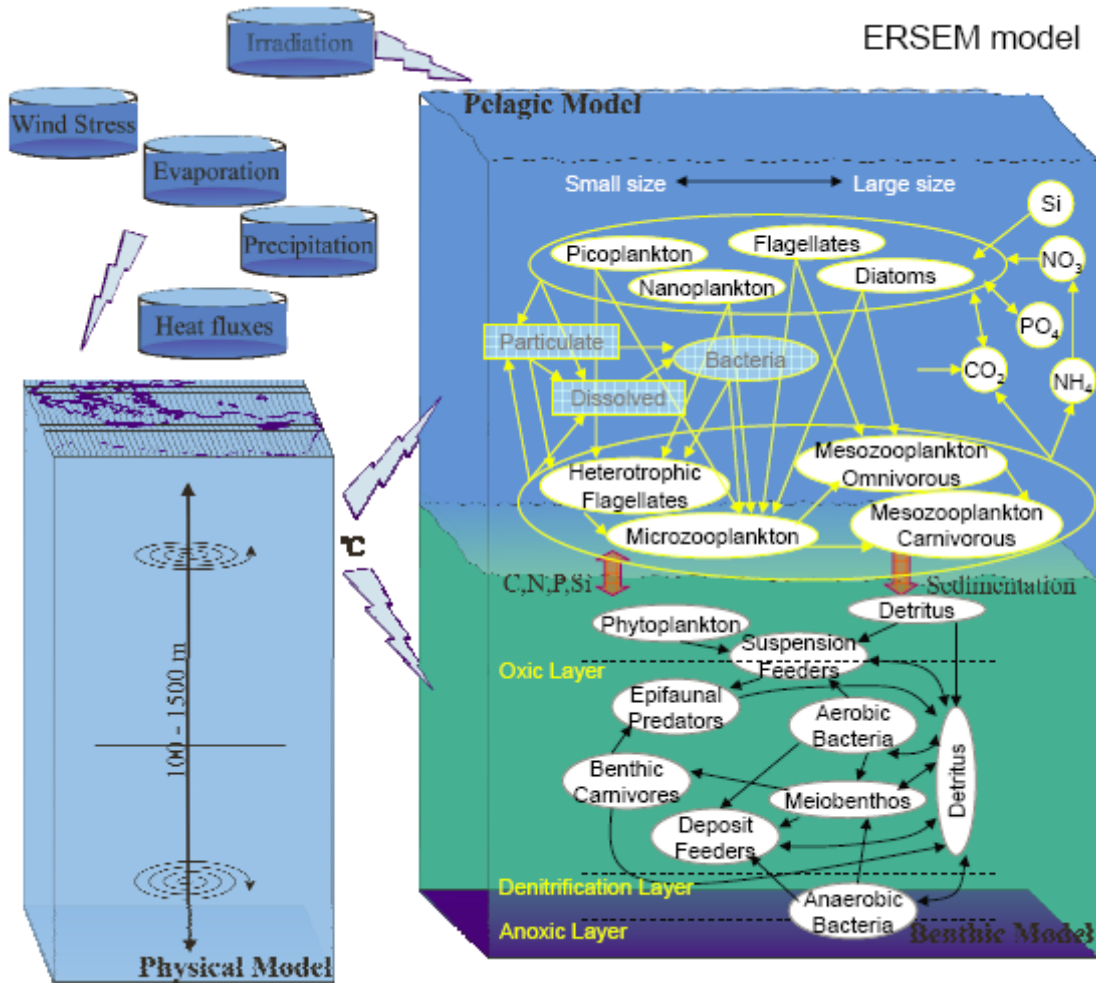 ERSEM model
Irradiation
Wind Stress
Evaporation
Precipitation
Heat fluxes
Pelagic Model
Small size
Large size
Si
NO3
PO4
CO2
NH4
Picoplankton
Flagellates
Nanoplankton
Diatoms
Particulate
Bacteria
Dissolved
Heterotrophic
Flagellates
Mesozooplankton
Omnivorous
Microzooplankton
Mesozooplankton
Carnivorous
°C
100 - 1500 m
Physical Model
C,N,P,Si
Sedimentation
Phytoplankton
Detritus
Suspension
Feeders
Oxic Layer
Epifaunal
Predators
Aerobic
Bacteria
Benthic
Carnivores
Meiobenthos
Detritus
Deposit
Feeders
Denitrification Layer
Anaerobic
Bacteria
Anoxic Layer
Benthic Model